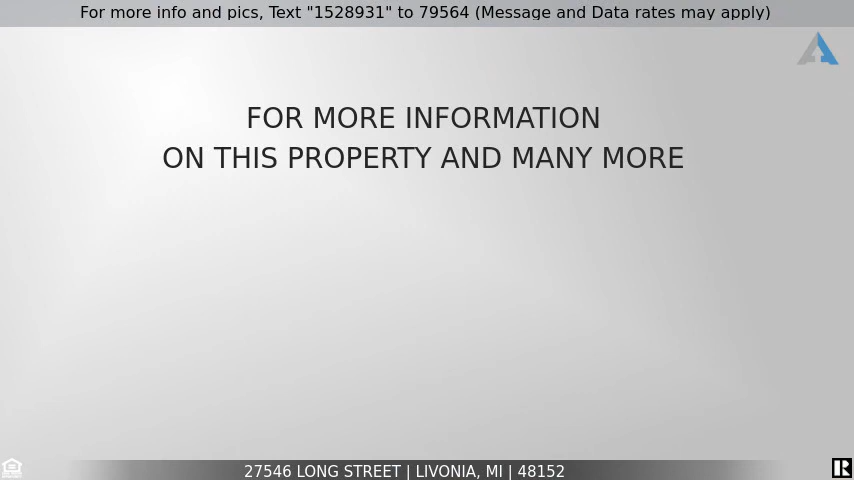 For more info and pics, Text "1528931" to 79564 (Message and Data rates may apply)
FOR MORE INFORMATION
ON THIS PROPERTY AND MANY MORE
27546 LONG STREET | LIVONIA, MI | 48152